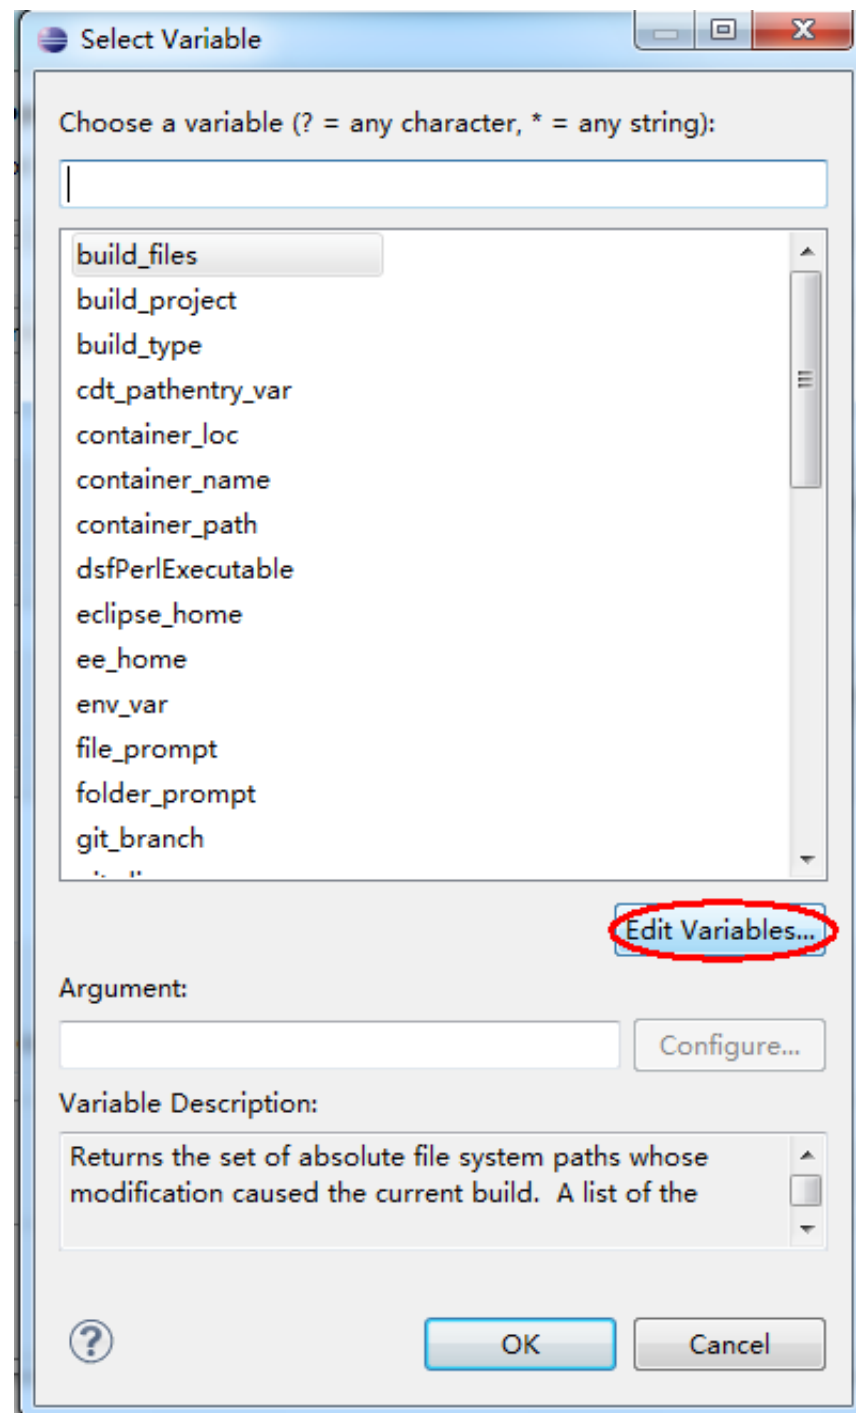 Select Variable
Choose a variable (? = any character, * = any string):
build_files
build_project
build_type
cdt_pathentry_var
container_loc
container_name
container_path
dsfPerlExecutable
eclipse_home
ee_home
env_var
file_prompt
folder_prompt
git_branch
Edit Variables...
Argument:
Configure...
Variable Description:
Returns the set of absolute file system paths whose
modification caused the current build.  A list of the
OK
Cancel